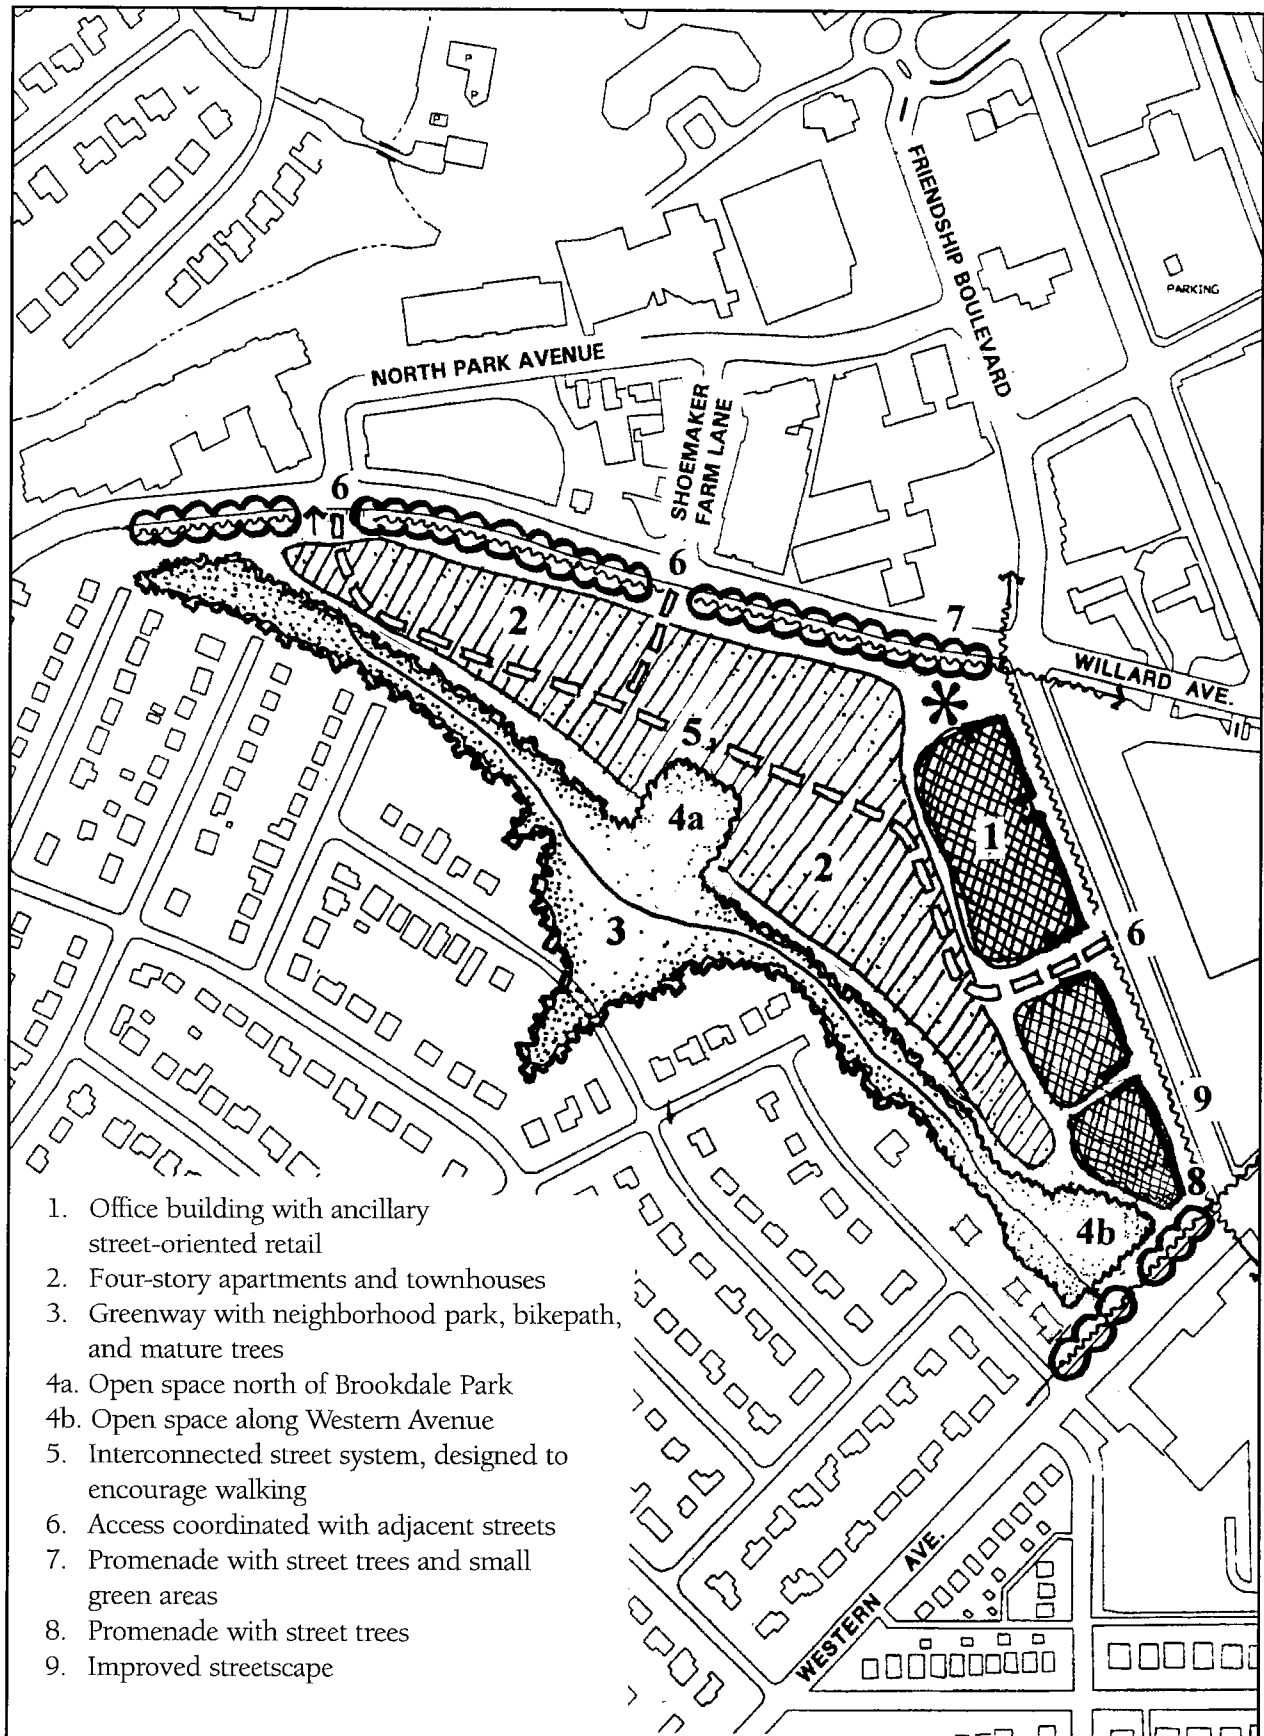 P
P
P
FRIENDSHIP BOULEVARD
PARKING
NORTH PARK AVENUE
SHOEMAKER
FARM LANE
6
6
7
2
WILLARD AVE.
5
4a
1
2
3
6
9
8
4b
1. Office building with ancillary
street-oriented retail
2. Four-story apartments and townhouses
3. Greenway with neighborhood park, bikepath,
and mature trees
4a. Open space north of Brookdale Park
4b. Open space along Western Avenue
5. Interconnected street system, designed to
encourage walking
6. Access coordinated with adjacent streets
7. Promenade with street trees and small
green areas
8. Promenade with street trees
9. Improved streetscape
WESTERN AVE.